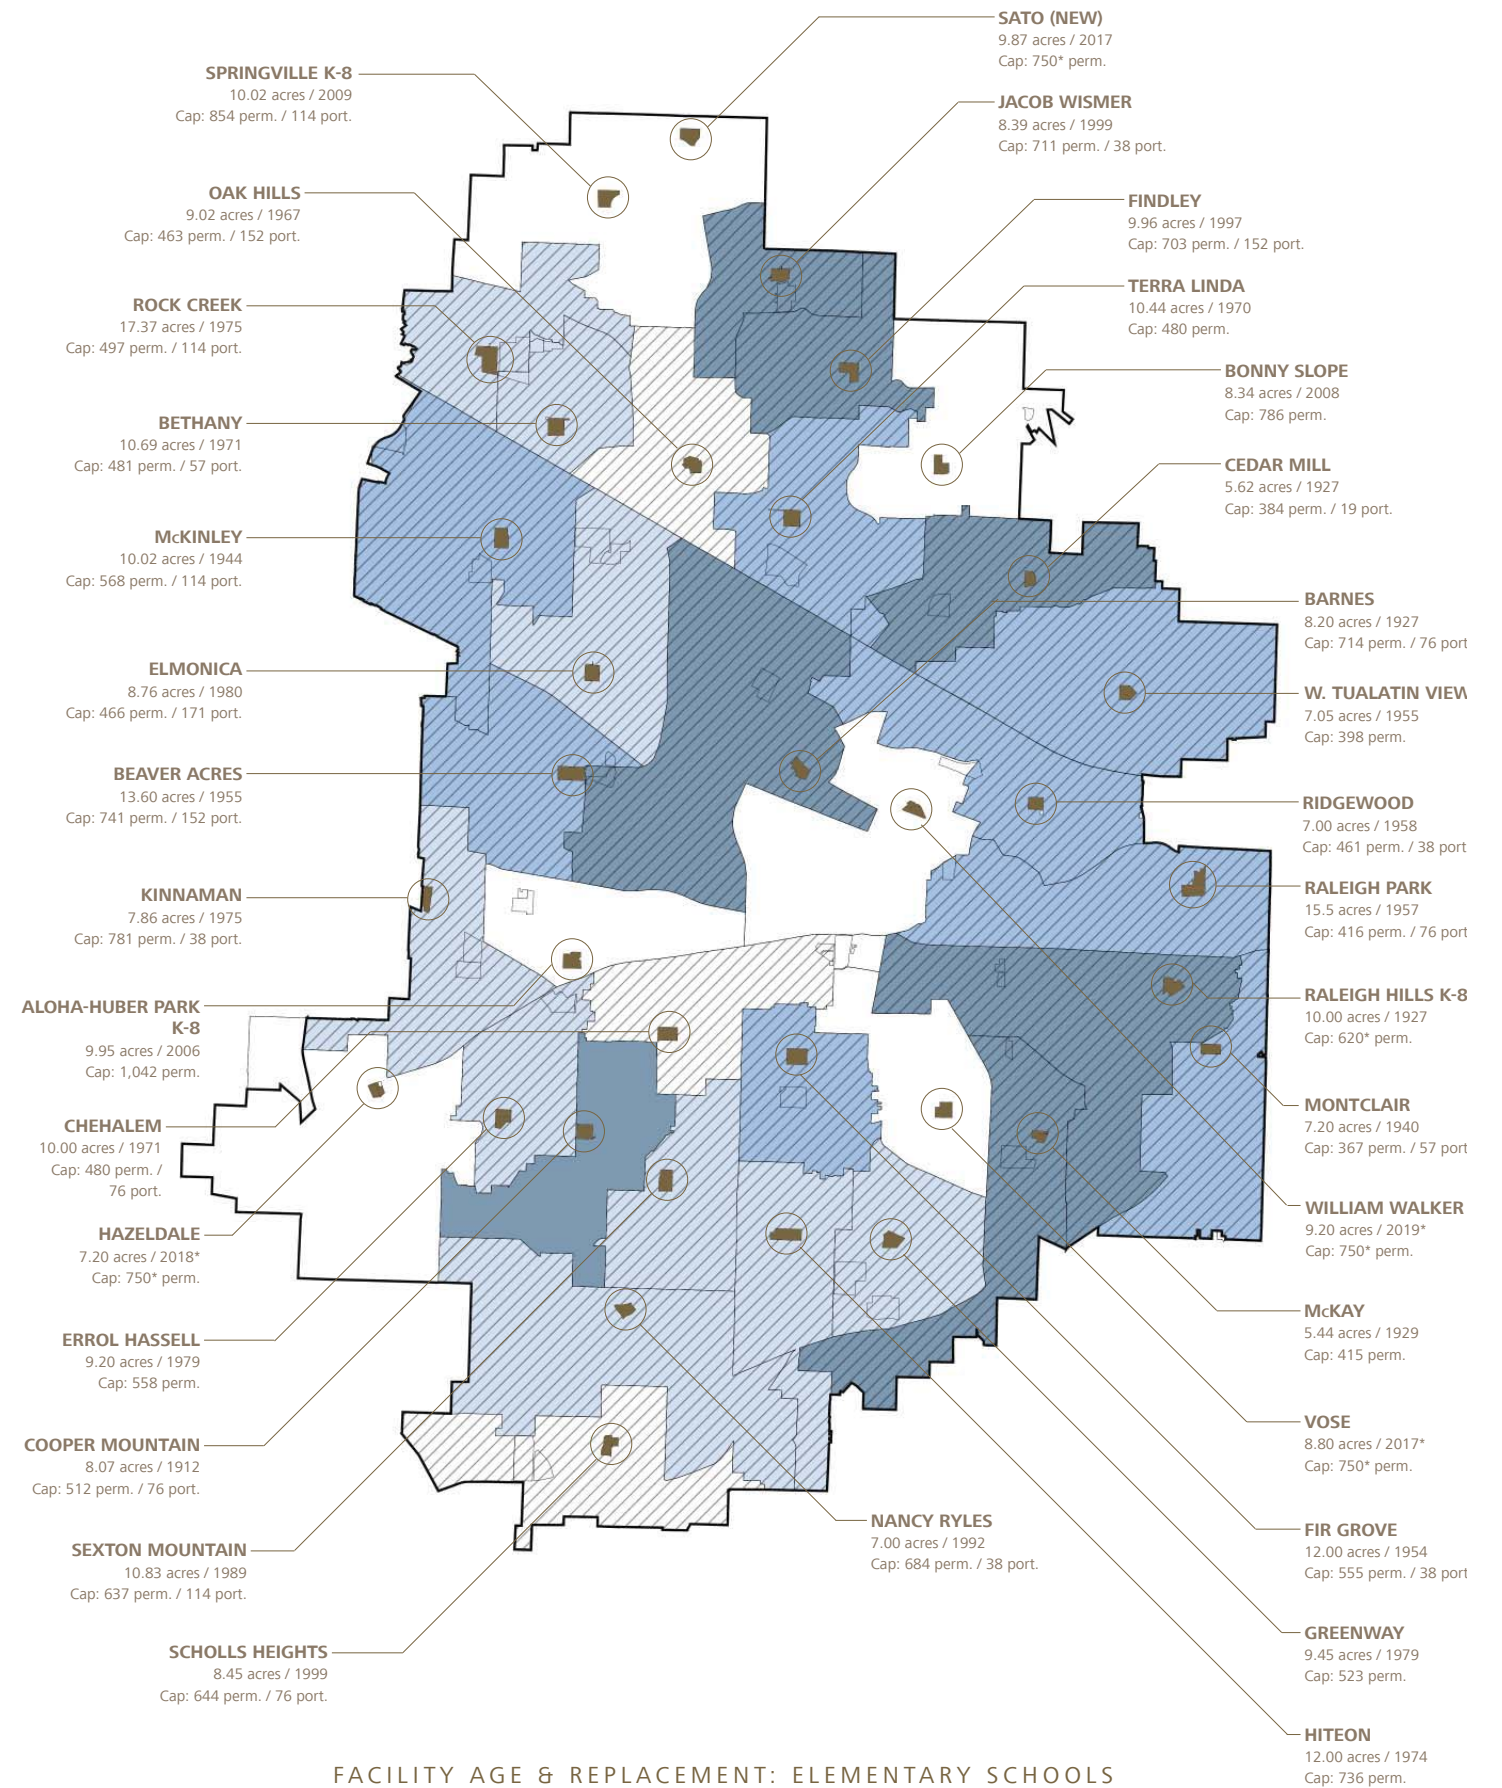 SATO (NEW)
9.87 acres / 2017
Cap: 750* perm.
SPRINGVILLE K-8
10.02 acres / 2009
Cap: 854 perm. / 114 port.
JACOB WISMER
8.39 acres / 1999
Cap: 711 perm. / 38 port.
OAK HILLS
9.02 acres / 1967
Cap: 463 perm. / 152 port.
FINDLEY
9.96 acres / 1997
Cap: 703 perm. / 152 port.
ROCK CREEK
17.37 acres / 1975
Cap: 497 perm. / 114 port.
TERRA LINDA
10.44 acres / 1970
Cap: 480 perm.
BONNY SLOPE
8.34 acres / 2008
Cap: 786 perm.
BETHANY
10.69 acres / 1971
Cap: 481 perm. / 57 port.
CEDAR MILL
5.62 acres / 1927
Cap: 384 perm. / 19 port.
McKINLEY
10.02 acres / 1944
Cap: 568 perm. / 114 port.
BARNES
8.20 acres / 1927
Cap: 714 perm. / 76 port
ELMONICA
8.76 acres / 1980
Cap: 466 perm. / 171 port.
W. TUALATIN VIEW
7.05 acres / 1955
Cap: 398 perm.
BEAVER ACRES
13.60 acres / 1955
Cap: 741 perm. / 152 port.
RIDGEWOOD
7.00 acres / 1958
Cap: 461 perm. / 38 port
KINNAMAN
7.86 acres / 1975
Cap: 781 perm. / 38 port.
RALEIGH PARK
15.5 acres / 1957
Cap: 416 perm. / 76 port
ALOHA-HUBER PARK
K-8
9.95 acres / 2006
Cap: 1,042 perm.
RALEIGH HILLS K-8
10.00 acres / 1927
Cap: 620* perm.
CHEHALEM
10.00 acres / 1971
Cap: 480 perm. /
76 port.
MONTCLAIR
7.20 acres / 1940
Cap: 367 perm. / 57 port
HAZELDALE
7.20 acres / 2018*
Cap: 750* perm.
WILLIAM WALKER
9.20 acres / 2019*
Cap: 750* perm.
ERROL HASSELL
9.20 acres / 1979
Cap: 558 perm.
McKAY
5.44 acres / 1929
Cap: 415 perm.
COOPER MOUNTAIN
8.07 acres / 1912
Cap: 512 perm. / 76 port.
VOSE
8.80 acres / 2017*
Cap: 750* perm.
SEXTON MOUNTAIN
10.83 acres / 1989
Cap: 637 perm. / 114 port.
NANCY RYLES
7.00 acres / 1992
Cap: 684 perm. / 38 port.
FIR GROVE
12.00 acres / 1954
Cap: 555 perm. / 38 port
SCHOLLS HEIGHTS
8.45 acres / 1999
Cap: 644 perm. / 76 port.
GREENWAY
9.45 acres / 1979
Cap: 523 perm.
HITEON
12.00 acres / 1974
Cap: 736 perm.
FACILITY AGE & REPLACEMENT: ELEMENTARY SCHOOLS